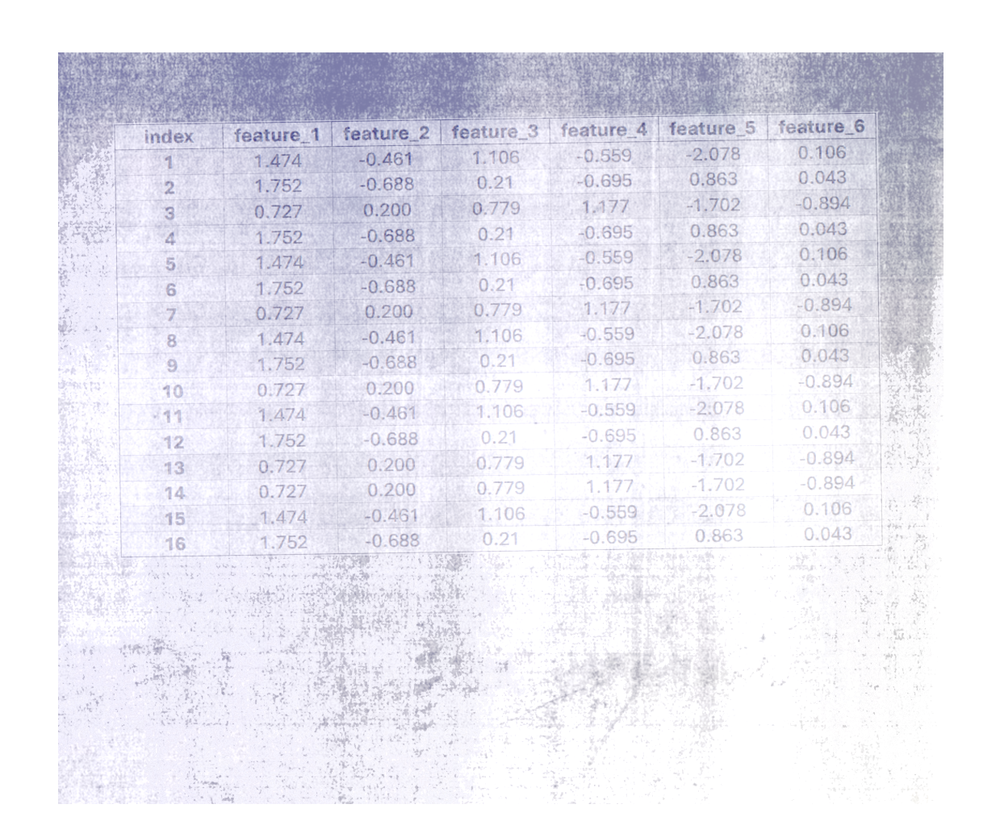 index feature_1 feature_2 feature_3 feature_4 feature_5 feature_6
1 1.474 -0.461 1.106 -0.559 -2.078 0.106
2 1.752 -0.688 0.21 -0.695 0.863 0.043
3 0.727 0.200 0.779 1.177 -1.702 -0.894
4 1.752 -0.688 0.21 -0.695 0.863 0.043
5 1.474 -0.461 1.106 -0.559 -2.078 0.106
6 1.752 -0.688 0.21 -0.695 0.863 0.043
7 0.727 0.200 0.779 1.177 -1.702 -0.894
8 1.474 -0.461 1.106 -0.559 -2.078 0.106
9 1.752 -0.688 0.21 -0.695 0.863 0.043
10 0.727 0.200 0.779 1.177 -1.702 -0.894
11 1.474 -0.461 1.106 -0.559 -2.078 0.106
12 1.752 -0.688 0.21 -0.695 0.863 0.043
13 0.727 0.200 0.779 1.177 -1.702 -0.894
14 0.727 0.200 0.779 1.177 -1.702 -0.894
15 1.474 -0.461 1.106 -0.559 -2.078 0.106
16 1.752 -0.688 0.21 -0.695 0.863 0.043